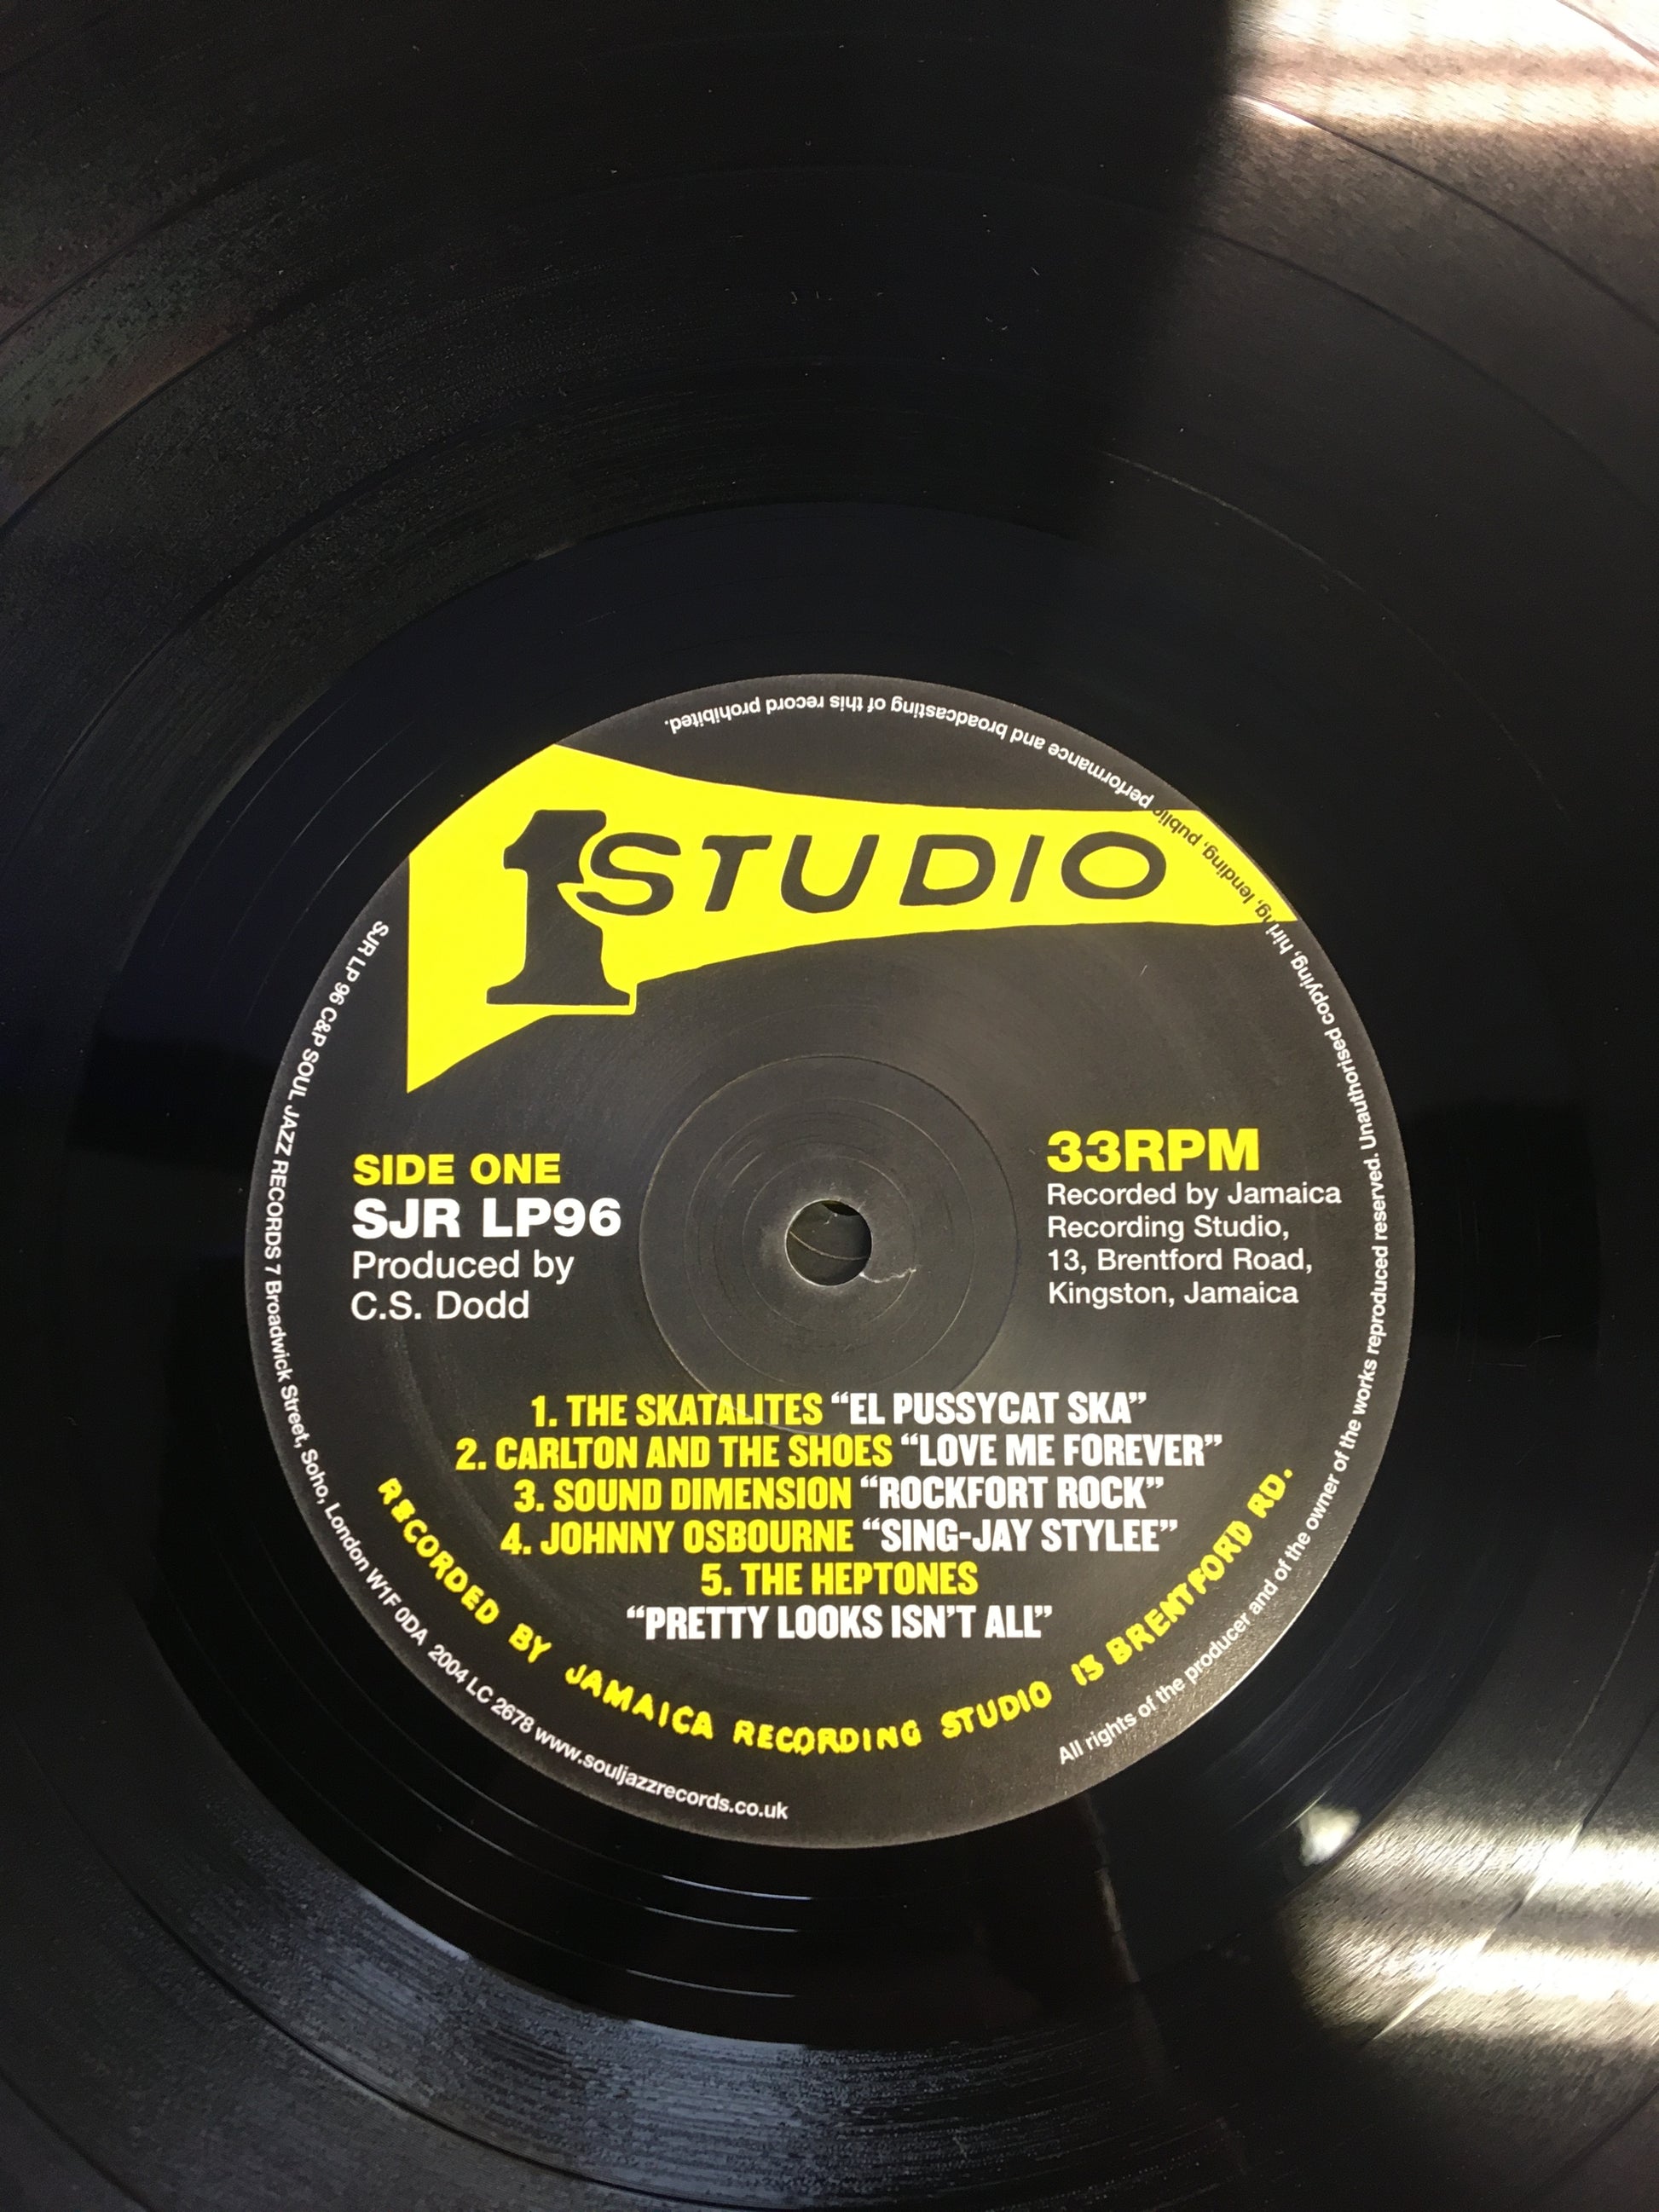 1 STUDIO
SIDE ONE
SJR LP96
Produced by
C.S. Dodd
33RPM
Recorded by Jamaica
Recording Studio,
13, Brentford Road,
Kingston, Jamaica
1. THE SKATALITES “EL PUSSYCAT SKA”
2. CARLTON AND THE SHOES “LOVE ME FOREVER”
3. SOUND DIMENSION “ROCKFORT ROCK”
4. JOHNNY OSBOURNE “SING-JAY STYLEE”
5. THE HEPTONES
“PRETTY LOOKS ISN’T ALL”
RECORDED BY JAMAICA RECORDING STUDIO 13 BRENTFORD RD.
SJR LP 96 C&P SOUL JAZZ RECORDS 7 Broadwick Street, Soho, London W1F 0DA 2004 LC 2678 www.souljazzrecords.co.uk
All rights of the producer and of the owner of the works reproduced reserved. Unauthorised copying, hiring, lending, public performance and broadcasting of this record prohibited.